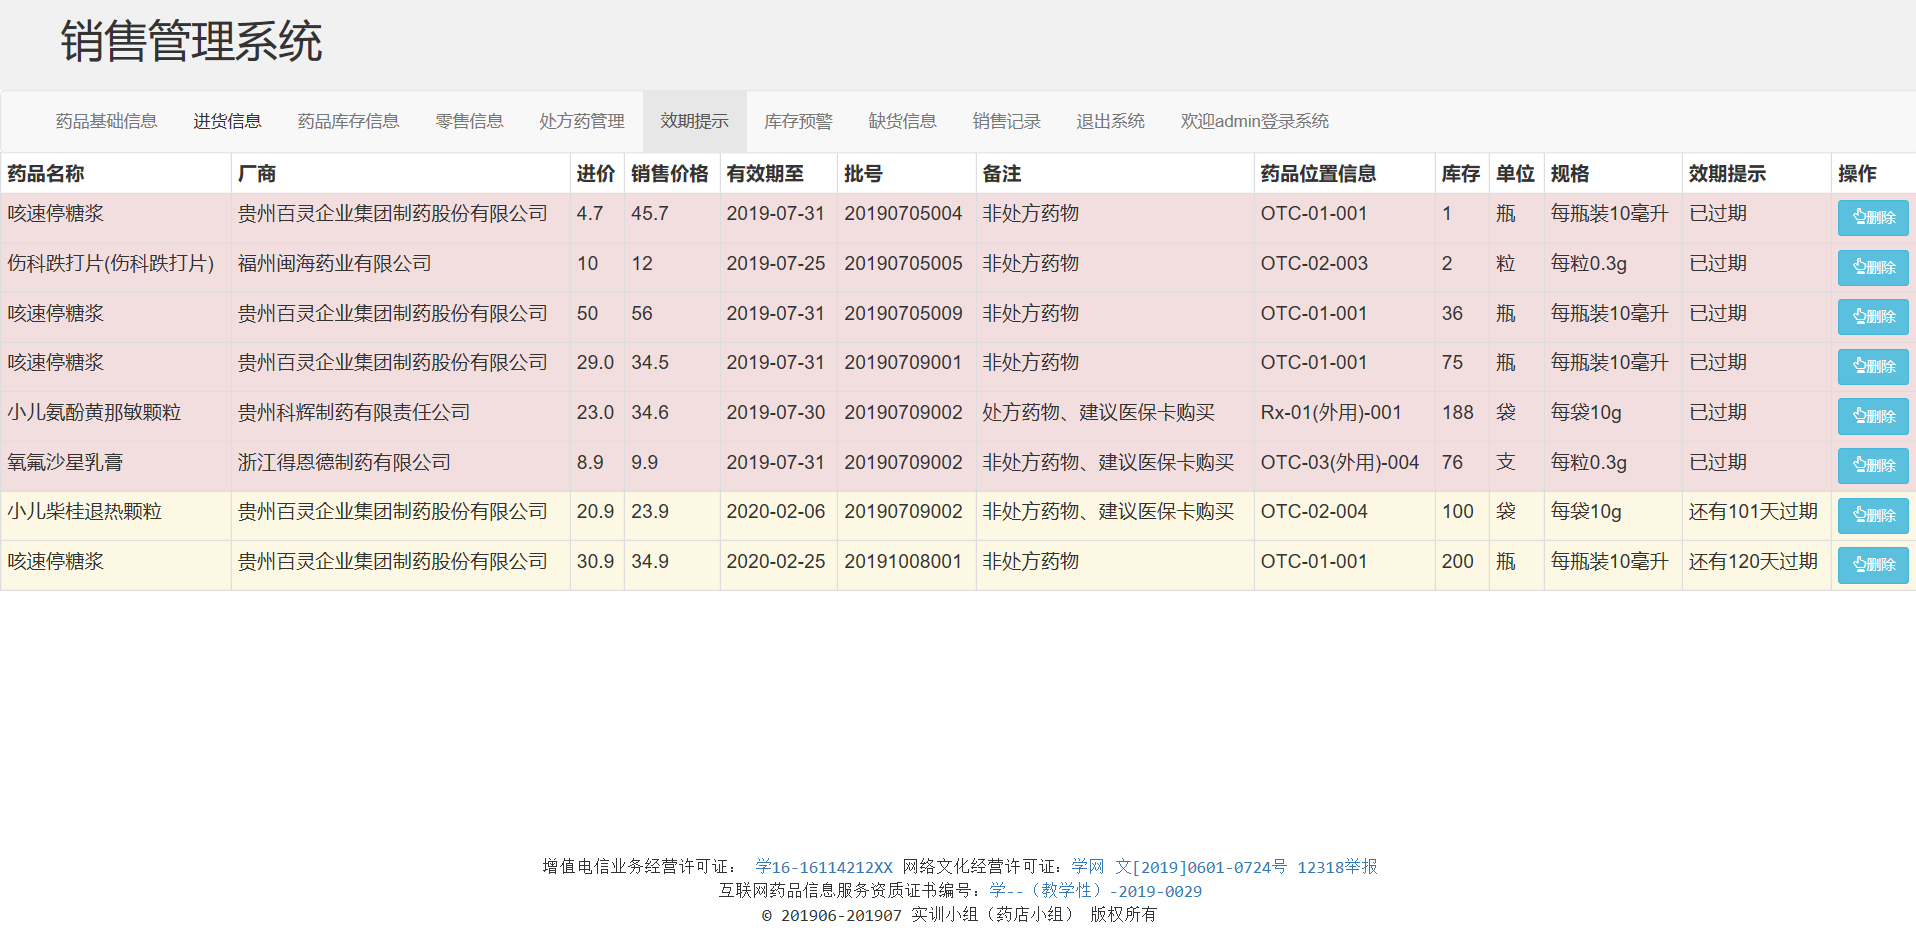 销售管理系统
药品基础信息 进货信息 药品库存信息 零售信息 处方药管理 效期提示 库存预警 缺货信息 销售记录 退出系统 欢迎admin登录系统
药品名称 厂商 进价 销售价格 有效期至 批号 备注 药品位置信息 库存 单位 规格 效期提示 操作
咳速停糖浆 贵州百灵企业集团制药股份有限公司 4.7 45.7 2019-07-31 20190705004 非处方药物 OTC-01-001 1 瓶 每瓶装10毫升 已过期 删除
伤科跌打片(伤科跌打片) 福州闽海药业有限公司 10 12 2019-07-25 20190705005 非处方药物 OTC-02-003 2 粒 每粒0.3g 已过期 删除
咳速停糖浆 贵州百灵企业集团制药股份有限公司 50 56 2019-07-31 20190705009 非处方药物 OTC-01-001 36 瓶 每瓶装10毫升 已过期 删除
咳速停糖浆 贵州百灵企业集团制药股份有限公司 29.0 34.5 2019-07-31 20190709001 非处方药物 OTC-01-001 75 瓶 每瓶装10毫升 已过期 删除
小儿氨酚黄那敏颗粒 贵州科辉制药有限责任公司 23.0 34.6 2019-07-30 20190709002 处方药物、建议医保卡购买 Rx-01(外用)-001 188 袋 每袋10g 已过期 删除
氧氟沙星乳膏 浙江得恩德制药有限公司 8.9 9.9 2019-07-31 20190709002 非处方药物、建议医保卡购买 OTC-03(外用)-004 76 支 每粒0.3g 已过期 删除
小儿柴桂退热颗粒 贵州百灵企业集团制药股份有限公司 20.9 23.9 2020-02-06 20190709002 非处方药物、建议医保卡购买 OTC-02-004 100 袋 每袋10g 还有101天过期 删除
咳速停糖浆 贵州百灵企业集团制药股份有限公司 30.9 34.9 2020-02-25 20191008001 非处方药物 OTC-01-001 200 瓶 每瓶装10毫升 还有120天过期 删除
增值电信业务经营许可证： 学16-16114212XX 网络文化经营许可证：学网 文[2019]0601-0724号 12318举报
互联网药品信息服务资质证书编号：学--（教学性）-2019-0029
© 201906-201907 实训小组（药店小组） 版权所有